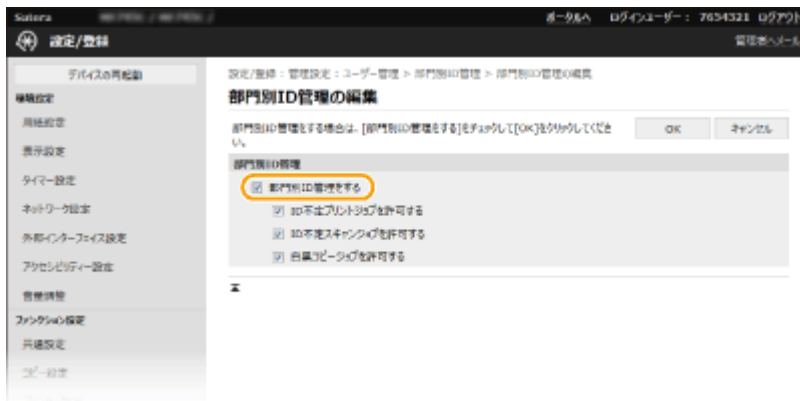 Satera
ポータルへ ログインユーザー： 7654321 ログアウト
設定/登録
管理者へメール
デバイスの再起動
環境設定
用紙設定
表示設定
タイマー設定
ネットワーク設定
外部インターフェイス設定
アクセシビリティー設定
音量調整
ファンクション設定
共通設定
コピー設定
設定/登録：管理設定：ユーザー管理 > 部門別ID管理 > 部門別ID管理の編集
部門別ID管理の編集
部門別ID管理をする場合は、[部門別ID管理をする]をチェックして[OK]をクリックしてください。
OK キャンセル
部門別ID管理
部門別ID管理をする
ID不定プリントジョブを許可する
ID不定スキャンジョブを許可する
白黒コピージョブを許可する